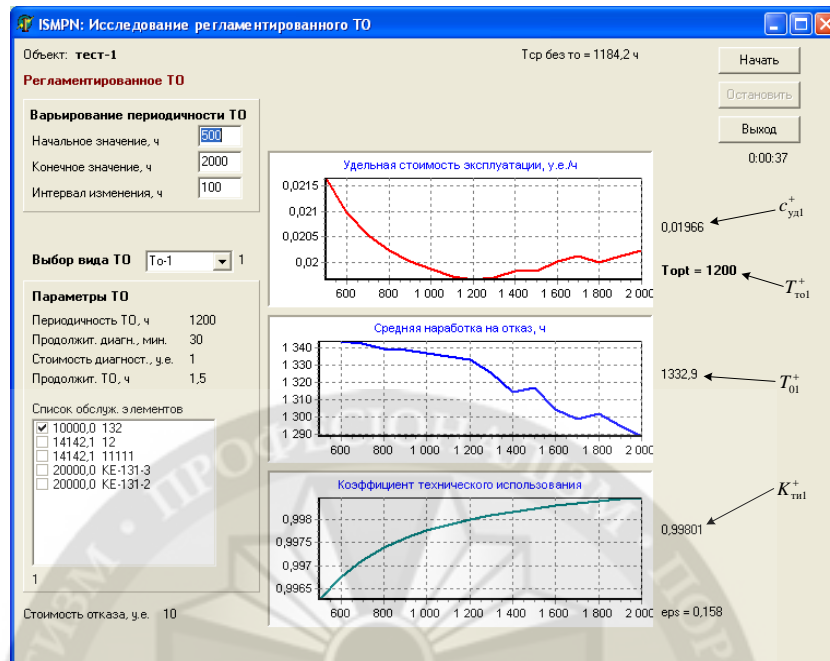 ISMPN: Исследование регламентированного ТО
Объект: тест-1
Тср без то = 1184,2 ч
Начать
Регламентированное ТО
Остановить
Варьирование периодичности ТО
Выход
Начальное значение, ч 500
0:00:37
Конечное значение, ч 2000
Интервал изменения, ч 100
Удельная стоимость эксплуатации, у.е./ч
0,0215
0,021
0,0205
0,02
600 800 1 000 1 200 1 400 1 600 1 800 2 000
0,01966
c⁺уд1
Topt = 1200
T⁺то1
Выбор вида ТО То-1 1
Параметры ТО
Периодичность ТО, ч 1200
Продолжит. диагн., мин. 30
Стоимость диагност., у.е. 1
Продолжит. ТО, ч 1,5
Средняя наработка на отказ, ч
1 340
1 330
1 320
1 310
1 300
1 290
600 800 1 000 1 200 1 400 1 600 1 800 2 000
1332,9
T⁺01
Список обслуж. элементов
10000,0 132
14142,1 12
14142,1 11111
20000,0 КЕ-131-3
20000,0 КЕ-131-2
1
Коэффициент технического использования
0,998
0,9975
0,997
0,9965
600 800 1 000 1 200 1 400 1 600 1 800 2 000
0,99801
K⁺ти1
Стоимость отказа, у.е. 10
eps = 0,158
ПРОФЕСІОНАЛІЗМ